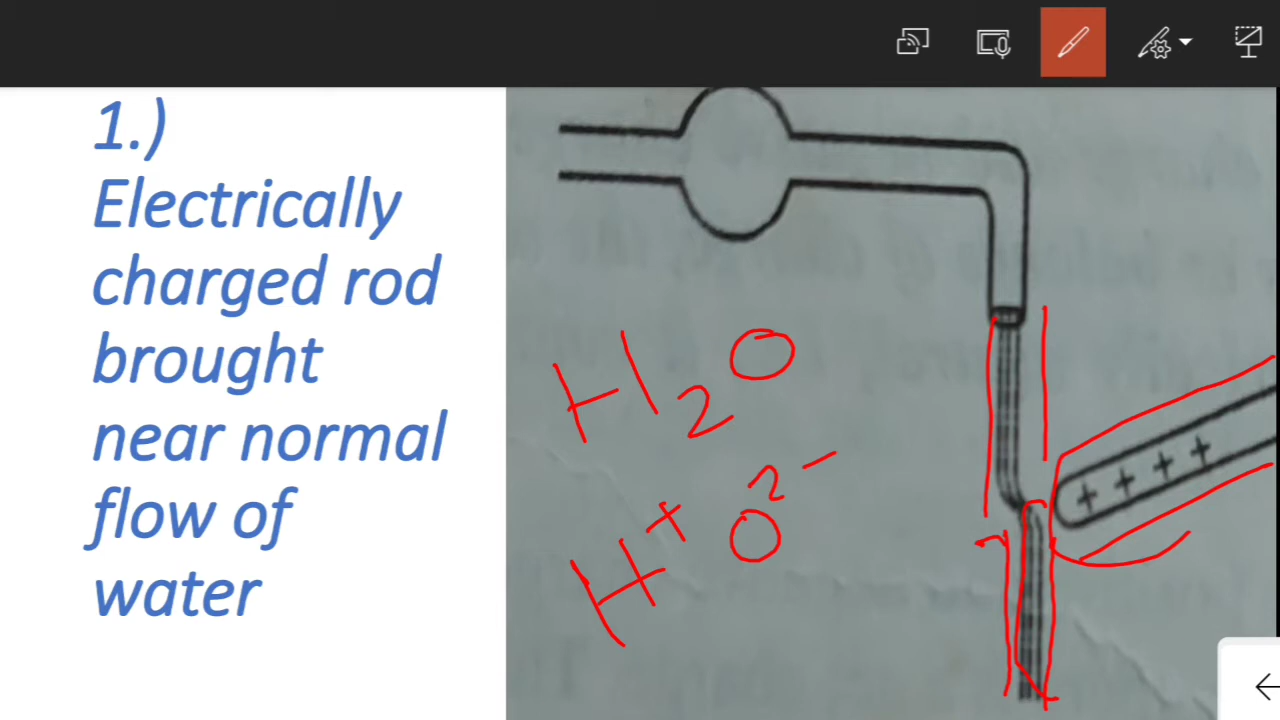 1.)
Electrically
charged rod
brought
near normal
flow of
water
H₂O
H⁺ O²⁻
+ + + +